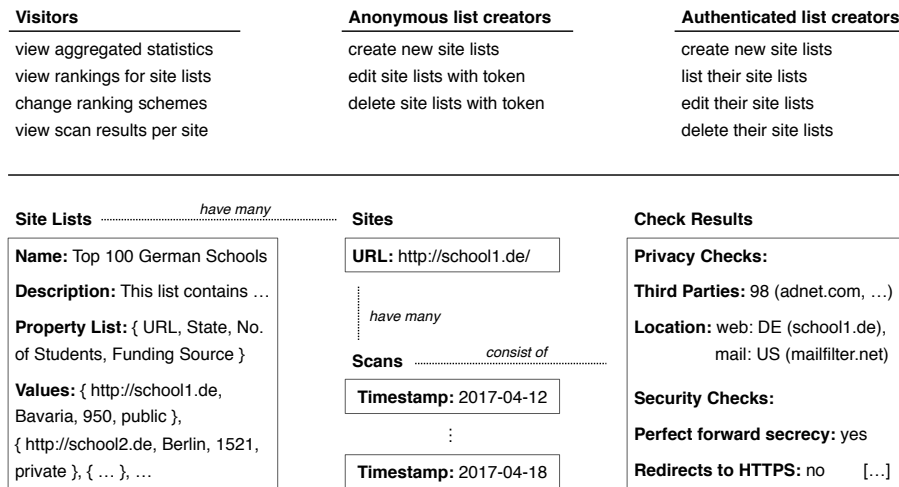 Visitors
view aggregated statistics
view rankings for site lists
change ranking schemes
view scan results per site
Anonymous list creators
create new site lists
edit site lists with token
delete site lists with token
Authenticated list creators
create new site lists
list their site lists
edit their site lists
delete their site lists
Site Lists
have many
Name: Top 100 German Schools
Description: This list contains …
Property List: { URL, State, No.
of Students, Funding Source }
Values: { http://school1.de,
Bavaria, 950, public },
{ http://school2.de, Berlin, 1521,
private }, { … }, …
Sites
URL: http://school1.de/
have many
Scans
consist of
Timestamp: 2017-04-12
⋮
Timestamp: 2017-04-18
Check Results
Privacy Checks:
Third Parties: 98 (adnet.com, …)
Location: web: DE (school1.de),
mail: US (mailfilter.net)
Security Checks:
Perfect forward secrecy: yes
Redirects to HTTPS: no […]